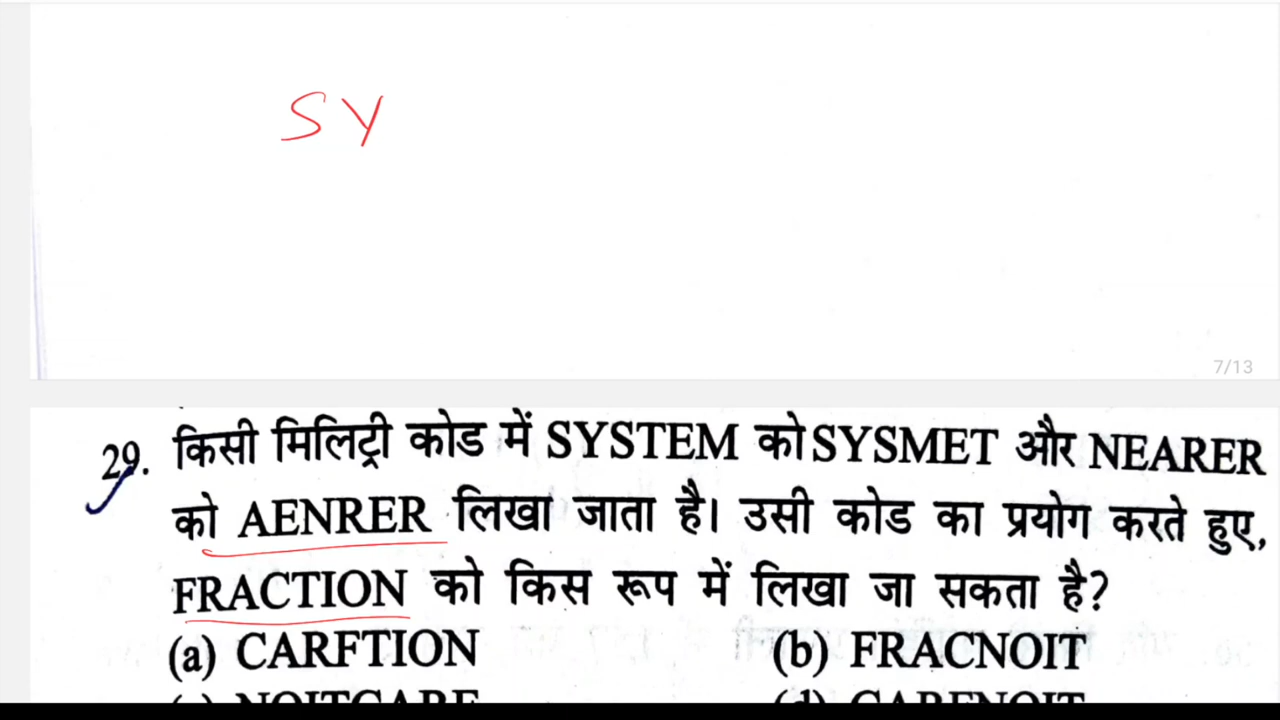 SY
7/13
29. किसी मिलिट्री कोड में SYSTEM को SYSMET और NEARER
को AENRER लिखा जाता है। उसी कोड का प्रयोग करते हुए,
FRACTION को किस रूप में लिखा जा सकता है?
(a) CARFTION (b) FRACNOIT